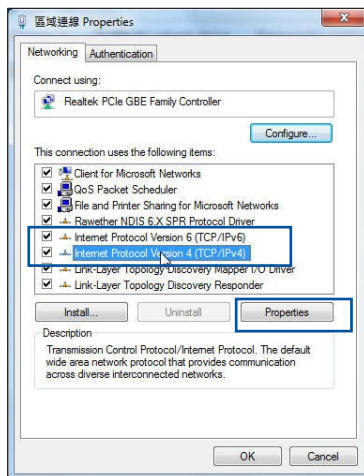 區域連線 Properties
Networking
Authentication
Connect using:
Realtek PCIe GBE Family Controller
Configure...
This connection uses the following items:
Client for Microsoft Networks
QoS Packet Scheduler
File and Printer Sharing for Microsoft Networks
Rawether NDIS 6.X SPR Protocol Driver
Internet Protocol Version 6 (TCP/IPv6)
Internet Protocol Version 4 (TCP/IPv4)
Link-Layer Topology Discovery Mapper I/O Driver
Link-Layer Topology Discovery Responder
Install...
Uninstall
Properties
Description
Transmission Control Protocol/Internet Protocol. The default
wide area network protocol that provides communication
across diverse interconnected networks.
OK
Cancel